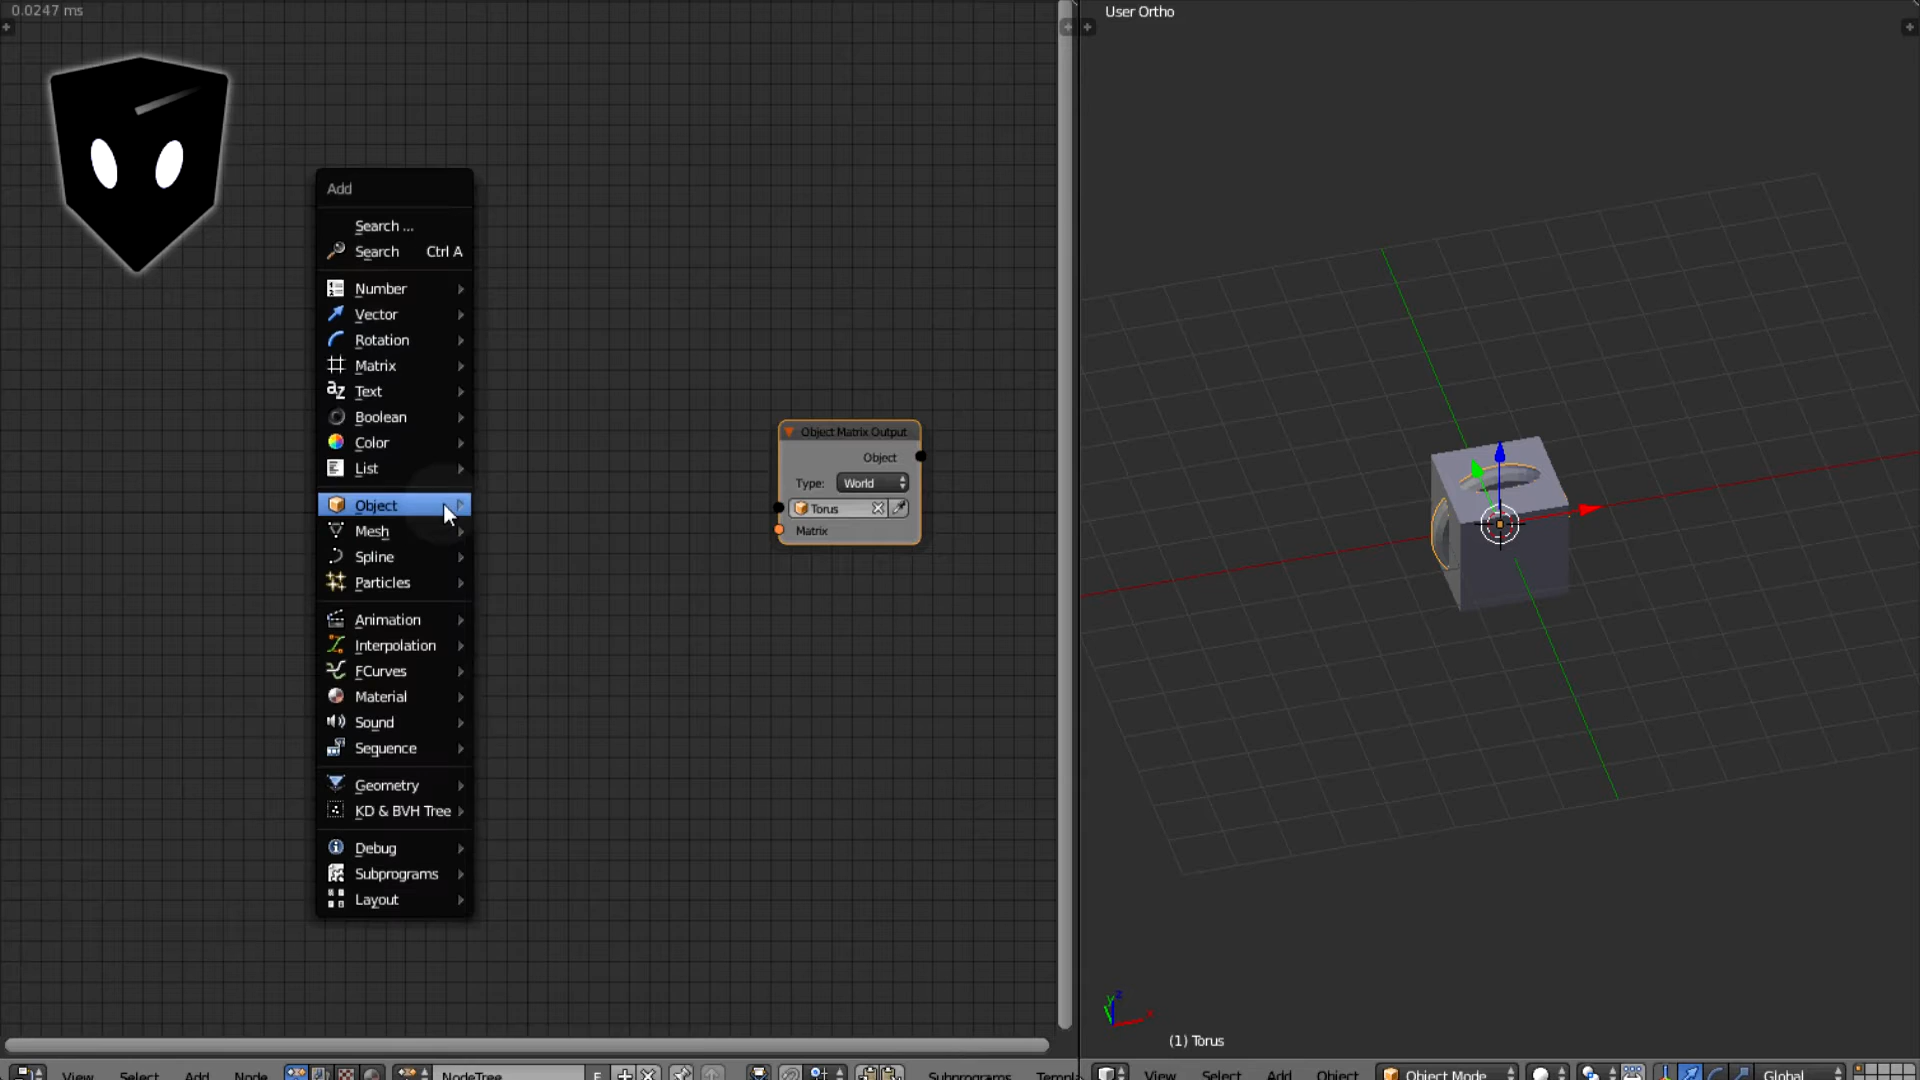 0.0247 ms
Add
Search ...
Search Ctrl A
Number
Vector
Rotation
Matrix
Text
Boolean
Color
List
Object
Mesh
Spline
Particles
Animation
Interpolation
FCurves
Material
Sound
Sequence
Geometry
KD & BVH Tree
Debug
Subprograms
Layout
Object Matrix Output
Object
Type: World
Torus
Matrix
View Select Add Node NodeTree F Subprograms
User Ortho
(1) Torus
View Select Add Object Object Mode Global